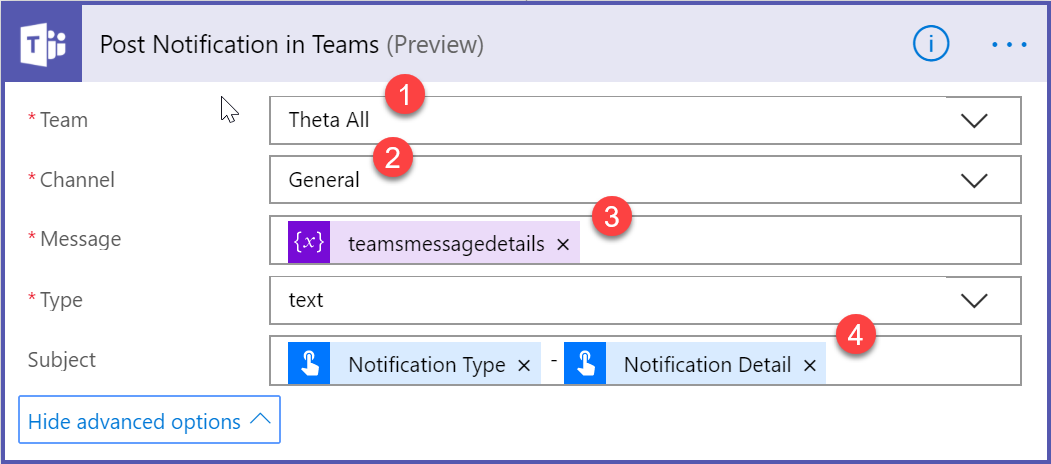 T Post Notification in Teams (Preview) i ...
1
* Team Theta All
2
* Channel General
3
* Message {x} teamsmessagedetails ×
* Type text
4
Subject Notification Type × - Notification Detail ×
Hide advanced options